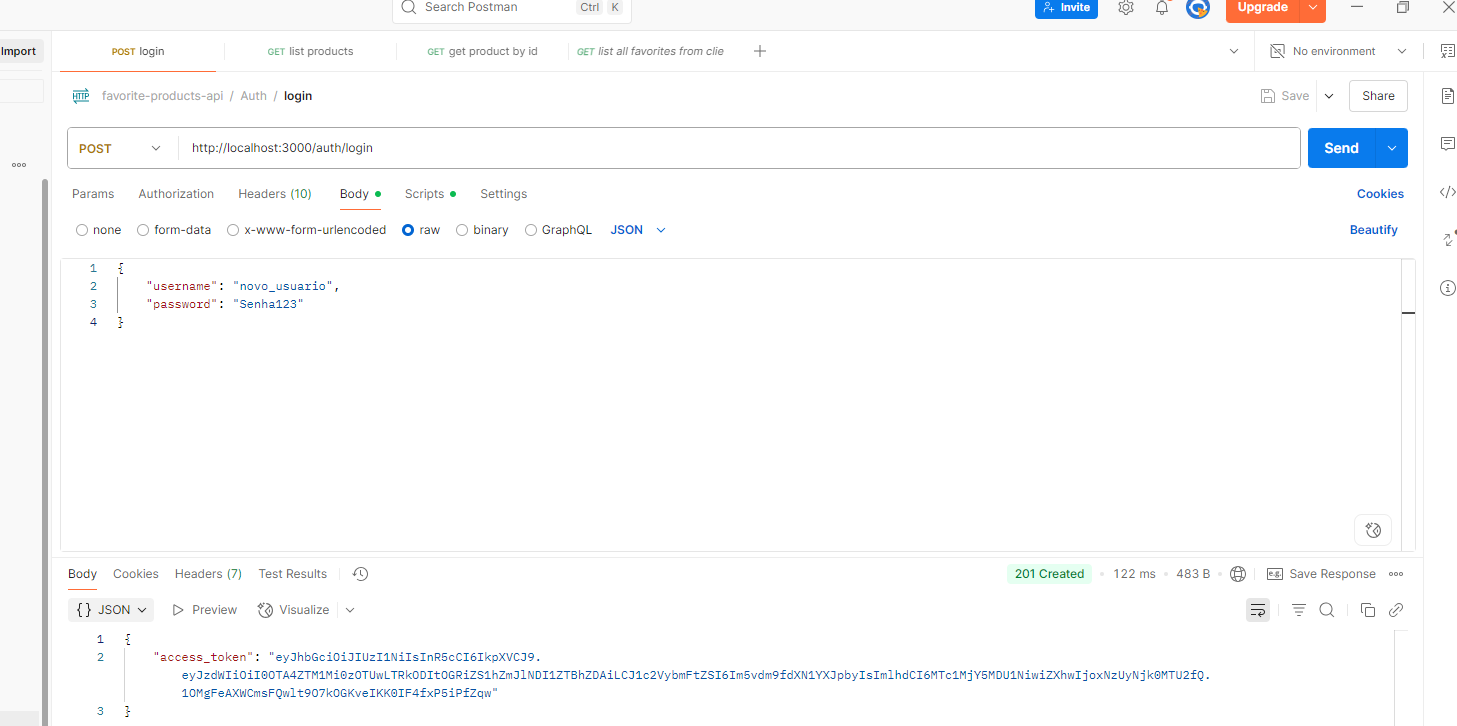 Search Postman Ctrl K Invite Upgrade
Import POST login GET list products GET get product by id GET list all favorites from clie No environment
HTTP favorite-products-api / Auth / login Save Share
POST http://localhost:3000/auth/login Send
Params Authorization Headers (10) Body Scripts Settings Cookies
none form-data x-www-form-urlencoded raw binary GraphQL JSON Beautify
1 {
2 "username": "novo_usuario",
3 "password": "Senha123"
4 }
Body Cookies Headers (7) Test Results 201 Created 122 ms 483 B e.g. Save Response
{} JSON Preview Visualize
1 {
2 "access_token": "eyJhbGciOiJIUzI1NiIsInR5cCI6IkpXVCJ9.
eyJzdWIiOiI0OTA4ZTM1Mi0zOTUwLTRkODItOGRiZS1hZmJlNDI1ZTBhZDAiLCJ1c2VybmFtZSI6Im5vdm9fdXN1YXJpbyIsImlhdCI6MTc1MjY5MDU1NiwiZXhwIjoxNzUyNjk0MTU2fQ.
1OMgFeAXWCmsFQwlt9O7kOGKveIKK0IF4fxP5iPfZqw"
3 }